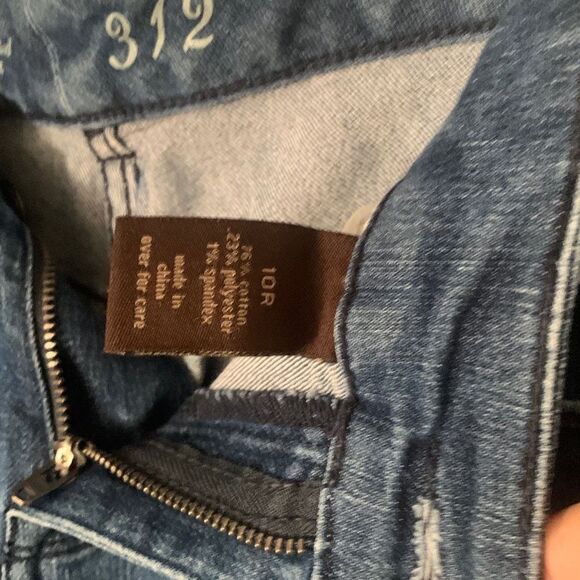 312
10R
76% cotton
23% polyester
1% spandex
made in
china
over for care